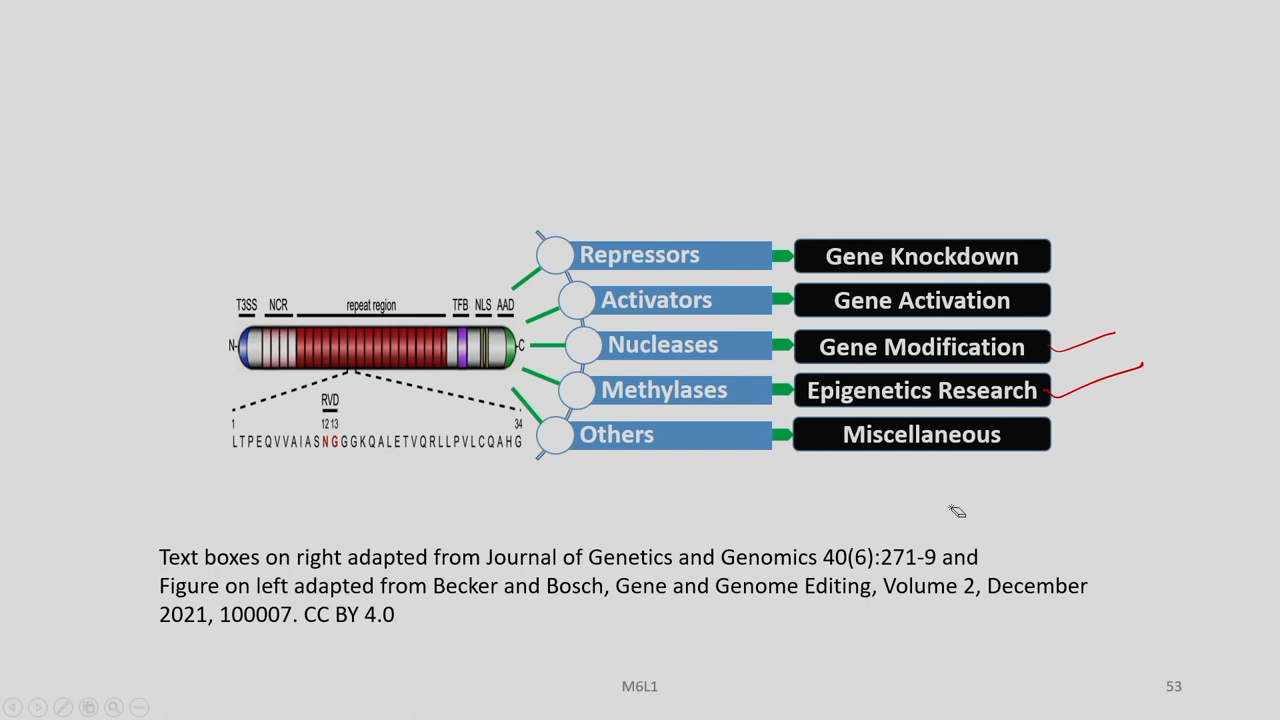 Repressors Gene Knockdown
Activators Gene Activation
Nucleases Gene Modification
Methylases Epigenetics Research
Others Miscellaneous
T3SS NCR repeat region TFB NLS AAD
N- -C
RVD
1 12 13 34
LTPEQVVAIASNGGGKQALETVQRLLPVLCQAHG
Text boxes on right adapted from Journal of Genetics and Genomics 40(6):271-9 and
Figure on left adapted from Becker and Bosch, Gene and Genome Editing, Volume 2, December
2021, 100007. CC BY 4.0
M6L1 53